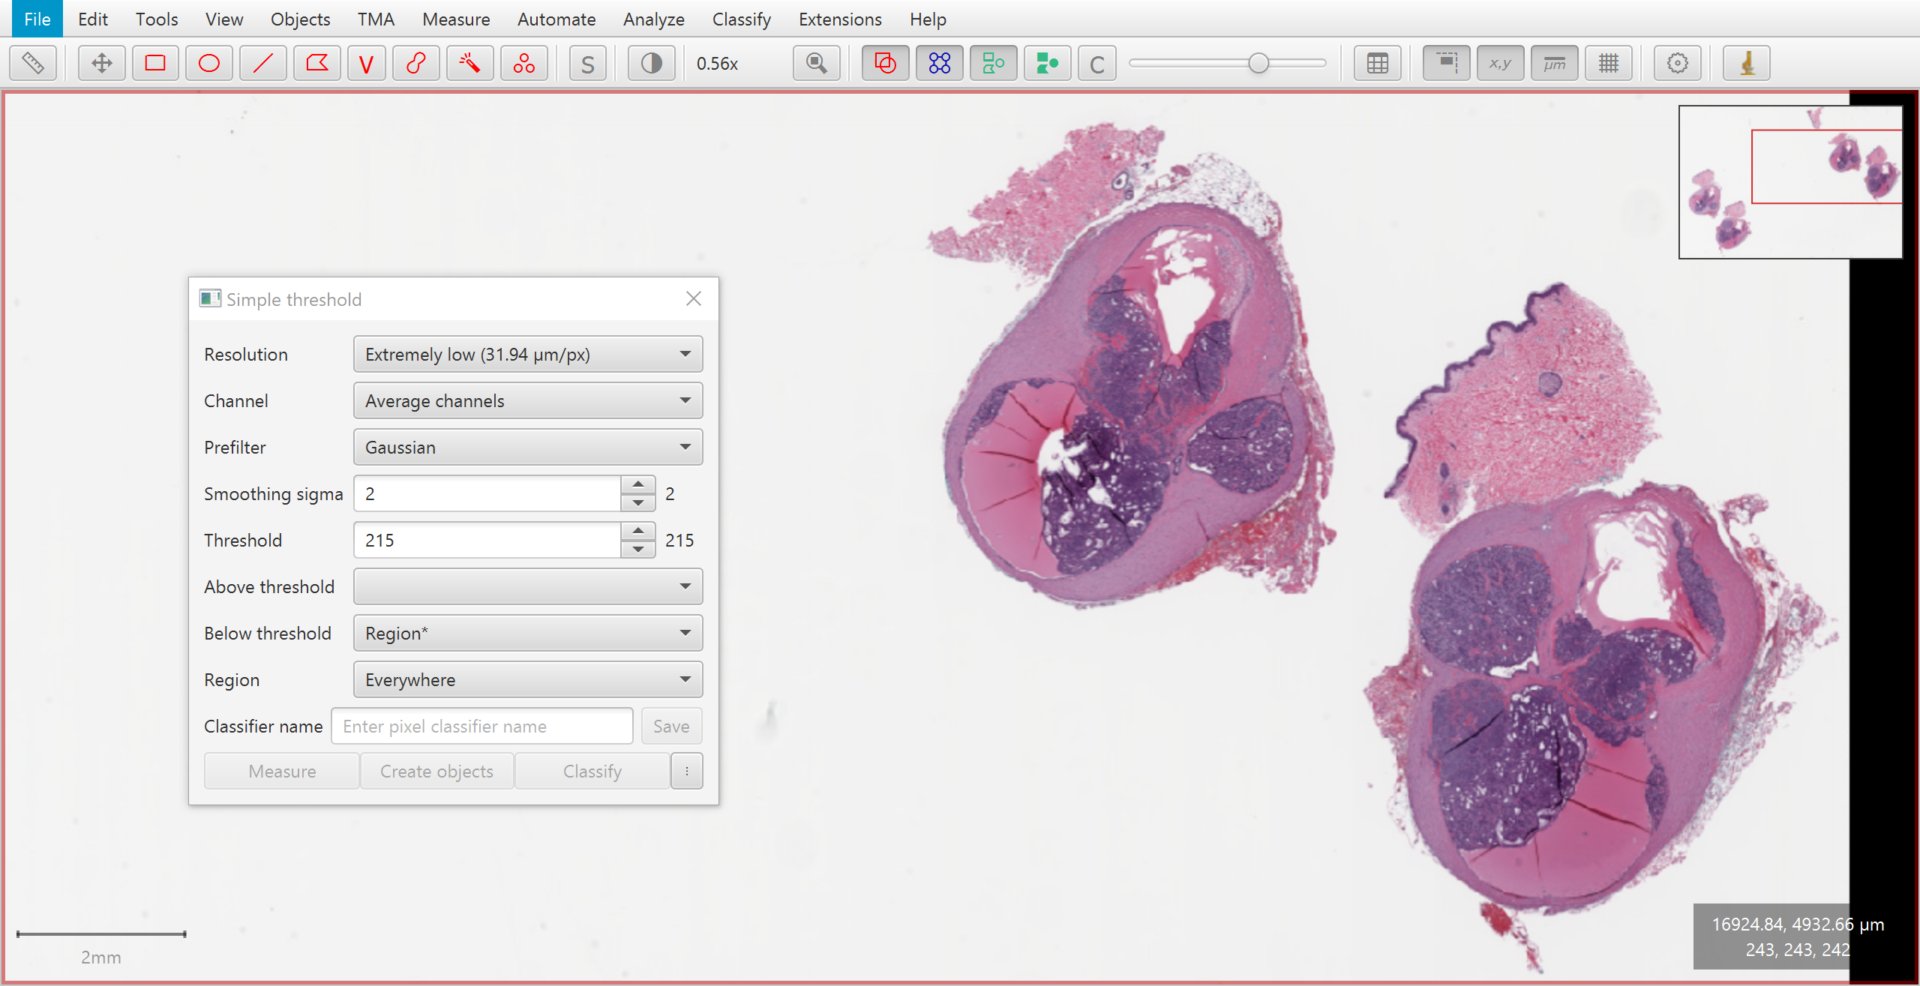 File Edit Tools View Objects TMA Measure Automate Analyze Classify Extensions Help
V S 0.56x C x,y µm
Simple threshold
Resolution Extremely low (31.94 µm/px)
Channel Average channels
Prefilter Gaussian
Smoothing sigma 2 2
Threshold 215 215
Above threshold
Below threshold Region*
Region Everywhere
Classifier name Enter pixel classifier name Save
Measure Create objects Classify
2mm
16924.84, 4932.66 µm
243, 243, 242